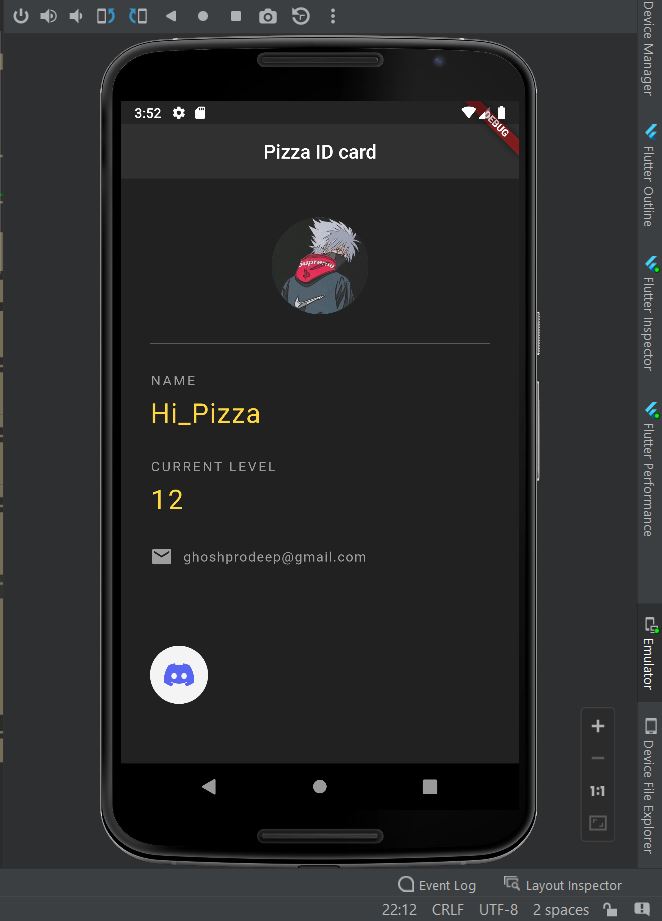 3:52
DEBUG
Pizza ID card
Supreme
NAME
Hi_Pizza
CURRENT LEVEL
12
ghoshprodeep@gmail.com
Device Manager
Flutter Outline
Flutter Inspector
Flutter Performance
Emulator
Device File Explorer
1:1
Event Log
Layout Inspector
22:12 CRLF UTF-8 2 spaces